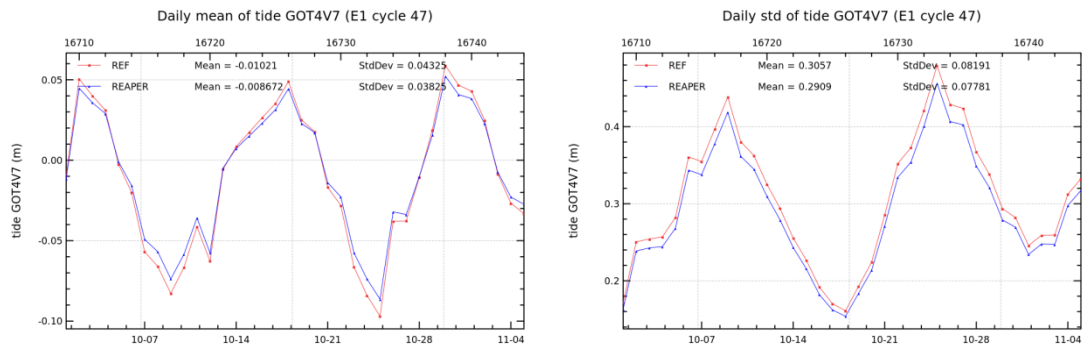 Daily mean of tide GOT4V7 (E1 cycle 47)
16710 16720 16730 16740
REF Mean = -0.01021 StdDev = 0.04325
REAPER Mean = -0.008672 StdDev = 0.03825
0.05
0.00
-0.05
-0.10
tide GOT4V7 (m)
10-07 10-14 10-21 10-28 11-04
Daily std of tide GOT4V7 (E1 cycle 47)
16710 16720 16730 16740
REF Mean = 0.3057 StdDev = 0.08191
REAPER Mean = 0.2909 StdDev = 0.07781
0.4
0.3
0.2
tide GOT4V7 (m)
10-07 10-14 10-21 10-28 11-04